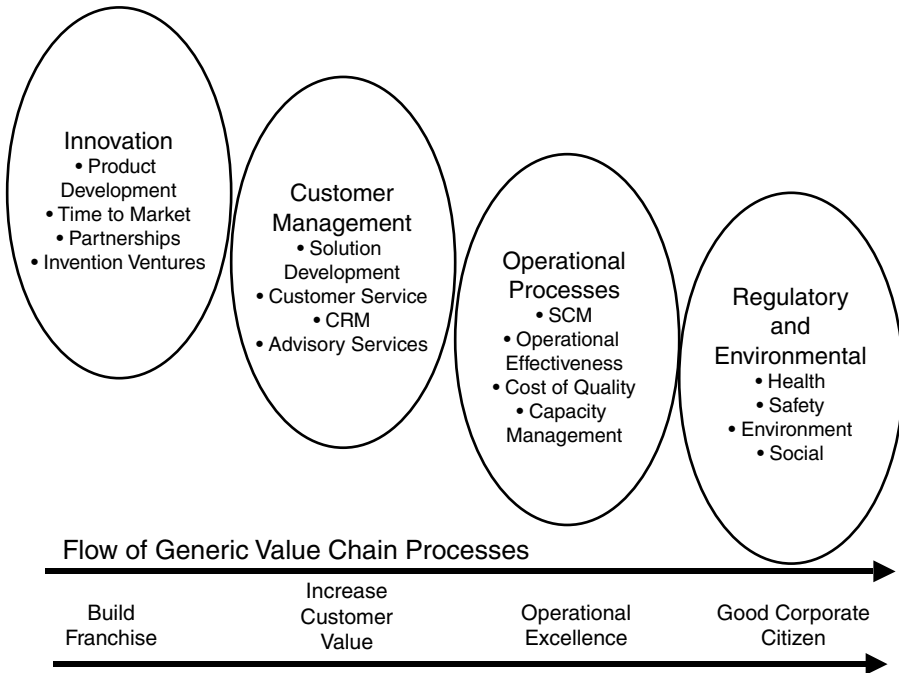 Innovation
• Product
Development
• Time to Market
• Partnerships
• Invention Ventures
Customer
Management
• Solution
Development
• Customer Service
• CRM
• Advisory Services
Operational
Processes
• SCM
• Operational
Effectiveness
• Cost of Quality
• Capacity
Management
Regulatory
and
Environmental
• Health
• Safety
• Environment
• Social
Flow of Generic Value Chain Processes
Build
Franchise
Increase
Customer
Value
Operational
Excellence
Good Corporate
Citizen